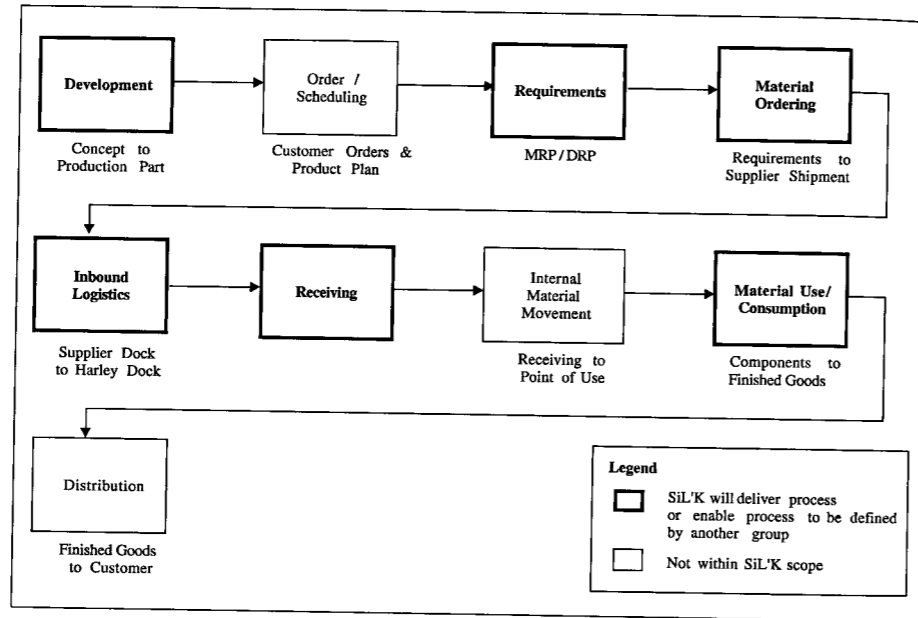 Development
Concept to
Production Part
Order /
Scheduling
Customer Orders &
Product Plan
Requirements
MRP / DRP
Material
Ordering
Requirements to
Supplier Shipment
Inbound
Logistics
Supplier Dock
to Harley Dock
Receiving
Internal
Material
Movement
Receiving to
Point of Use
Material Use/
Consumption
Components to
Finished Goods
Distribution
Finished Goods
to Customer
Legend
SiL'K will deliver process
or enable process to be defined
by another group
Not within SiL'K scope